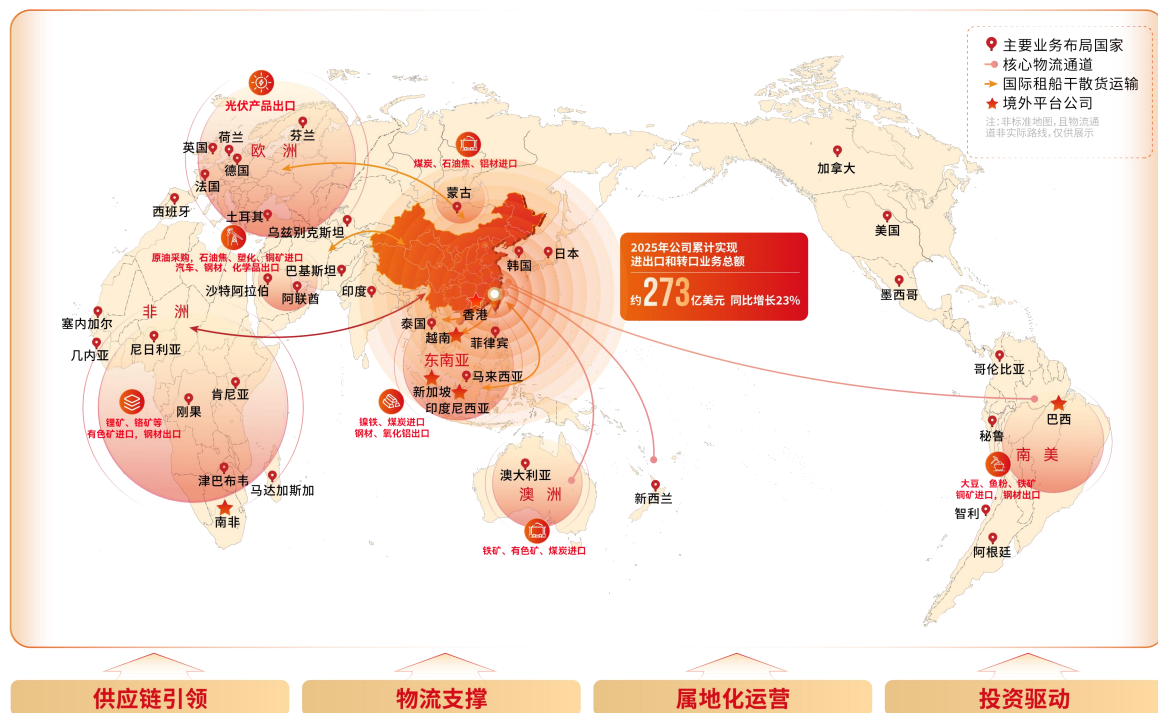 主要业务布局国家
核心物流通道
国际租船干散货运输
境外平台公司
注：非标准地图，且物流通
道非实际路线，仅供展示
光伏产品出口
荷兰
芬兰
英国
欧 洲
德国
法国
西班牙
土耳其
乌兹别克斯坦
原油采购，石油焦、塑化、铜矿进口
汽车、钢材、化学品出口
巴基斯坦
沙特阿拉伯
阿联酋
印度
煤炭、石油焦、铝材进口
蒙古
韩国
日本
香港
泰国
越南
菲律宾
东南亚
马来西亚
新加坡
印度尼西亚
镍铁、煤炭进口
钢材、氧化铝出口
2025年公司累计实现
进出口和转口业务总额
约273亿美元 同比增长23%
非 洲
塞内加尔
几内亚
尼日利亚
肯尼亚
刚果
锂矿、铬矿等
有色矿进口，钢材出口
津巴布韦
马达加斯加
南非
澳大利亚
澳 洲
铁矿、有色矿、煤炭进口
新西兰
加拿大
美国
墨西哥
哥伦比亚
巴西
秘鲁
南 美
大豆、鱼粉、铁矿
铜矿进口，钢材出口
智利
阿根廷
供应链引领
物流支撑
属地化运营
投资驱动